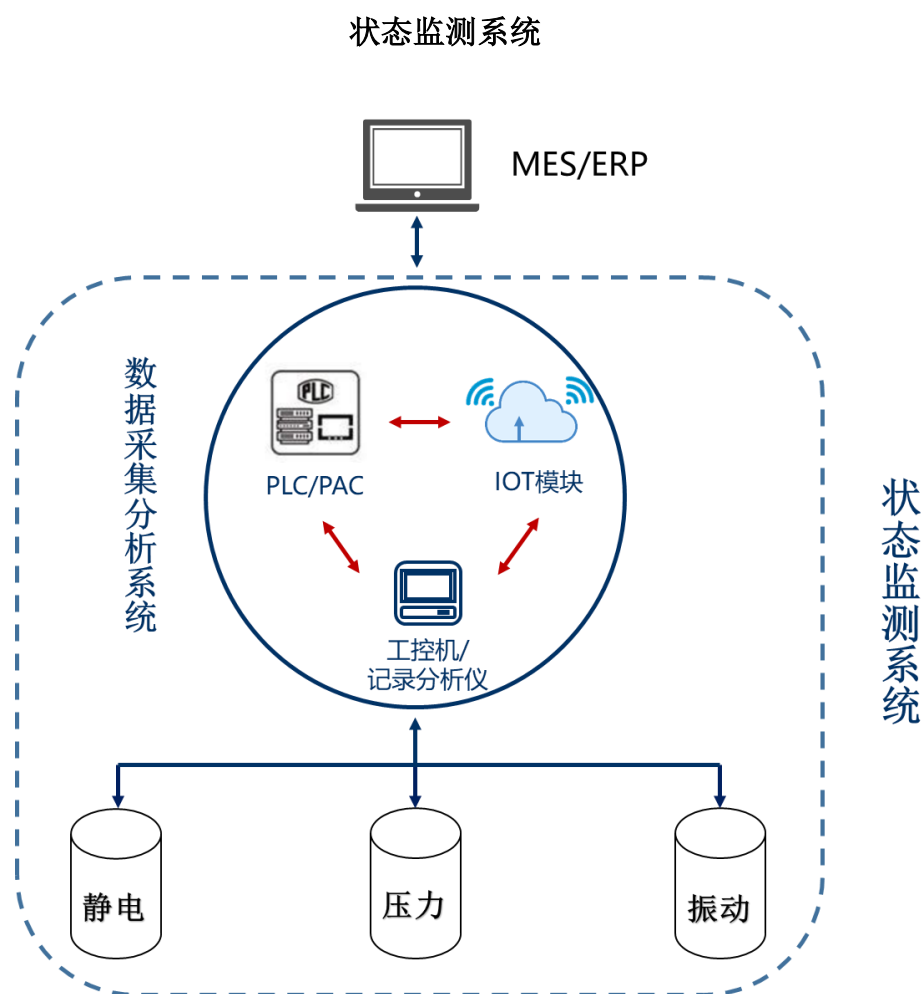 状态监测系统
MES/ERP
数据采集分析系统
PLC
PLC/PAC
IOT模块
工控机/
记录分析仪
状态监测系统
静电
压力
振动